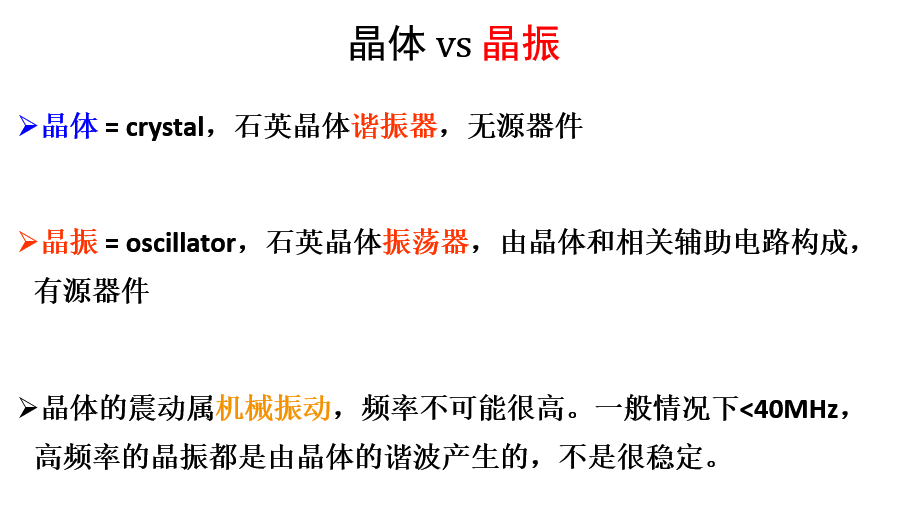 晶体 vs 晶振
➢晶体 = crystal，石英晶体谐振器，无源器件
➢晶振 = oscillator，石英晶体振荡器，由晶体和相关辅助电路构成，
有源器件
➢晶体的震动属机械振动，频率不可能很高。一般情况下<40MHz，
高频率的晶振都是由晶体的谐波产生的，不是很稳定。